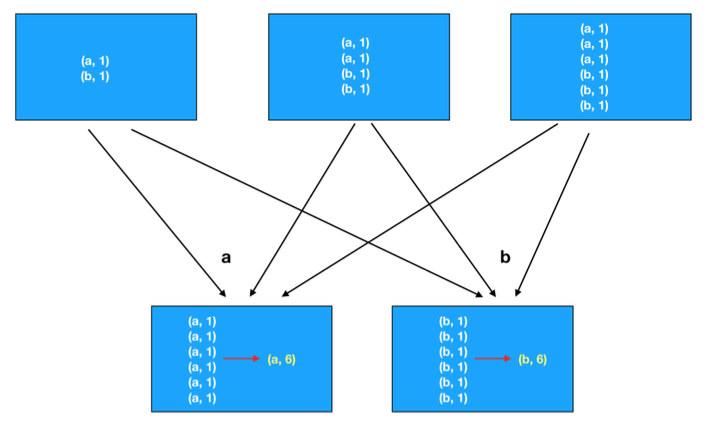 (a, 1)
(b, 1)
(a, 1)
(a, 1)
(b, 1)
(b, 1)
(a, 1)
(a, 1)
(a, 1)
(b, 1)
(b, 1)
(b, 1)
a
b
(a, 1)
(a, 1)
(a, 1)
(a, 1)
(a, 1)
(a, 1)
(a, 6)
(b, 1)
(b, 1)
(b, 1)
(b, 1)
(b, 1)
(b, 1)
(b, 6)